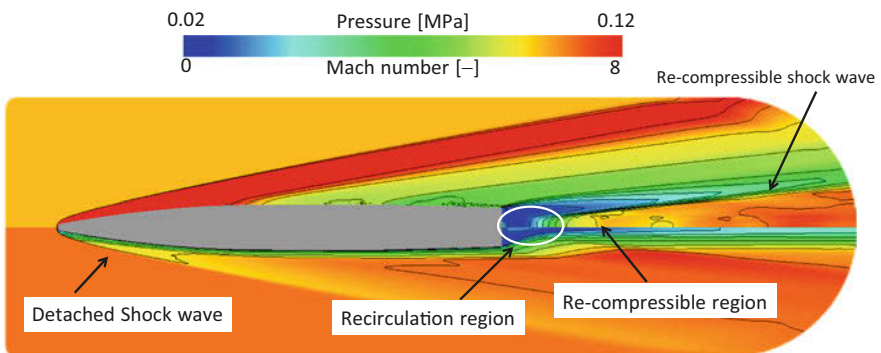 0.02 Pressure [MPa] 0.12
0 Mach number [–] 8
Re-compressible shock wave
Detached Shock wave
Recirculation region
Re-compressible region